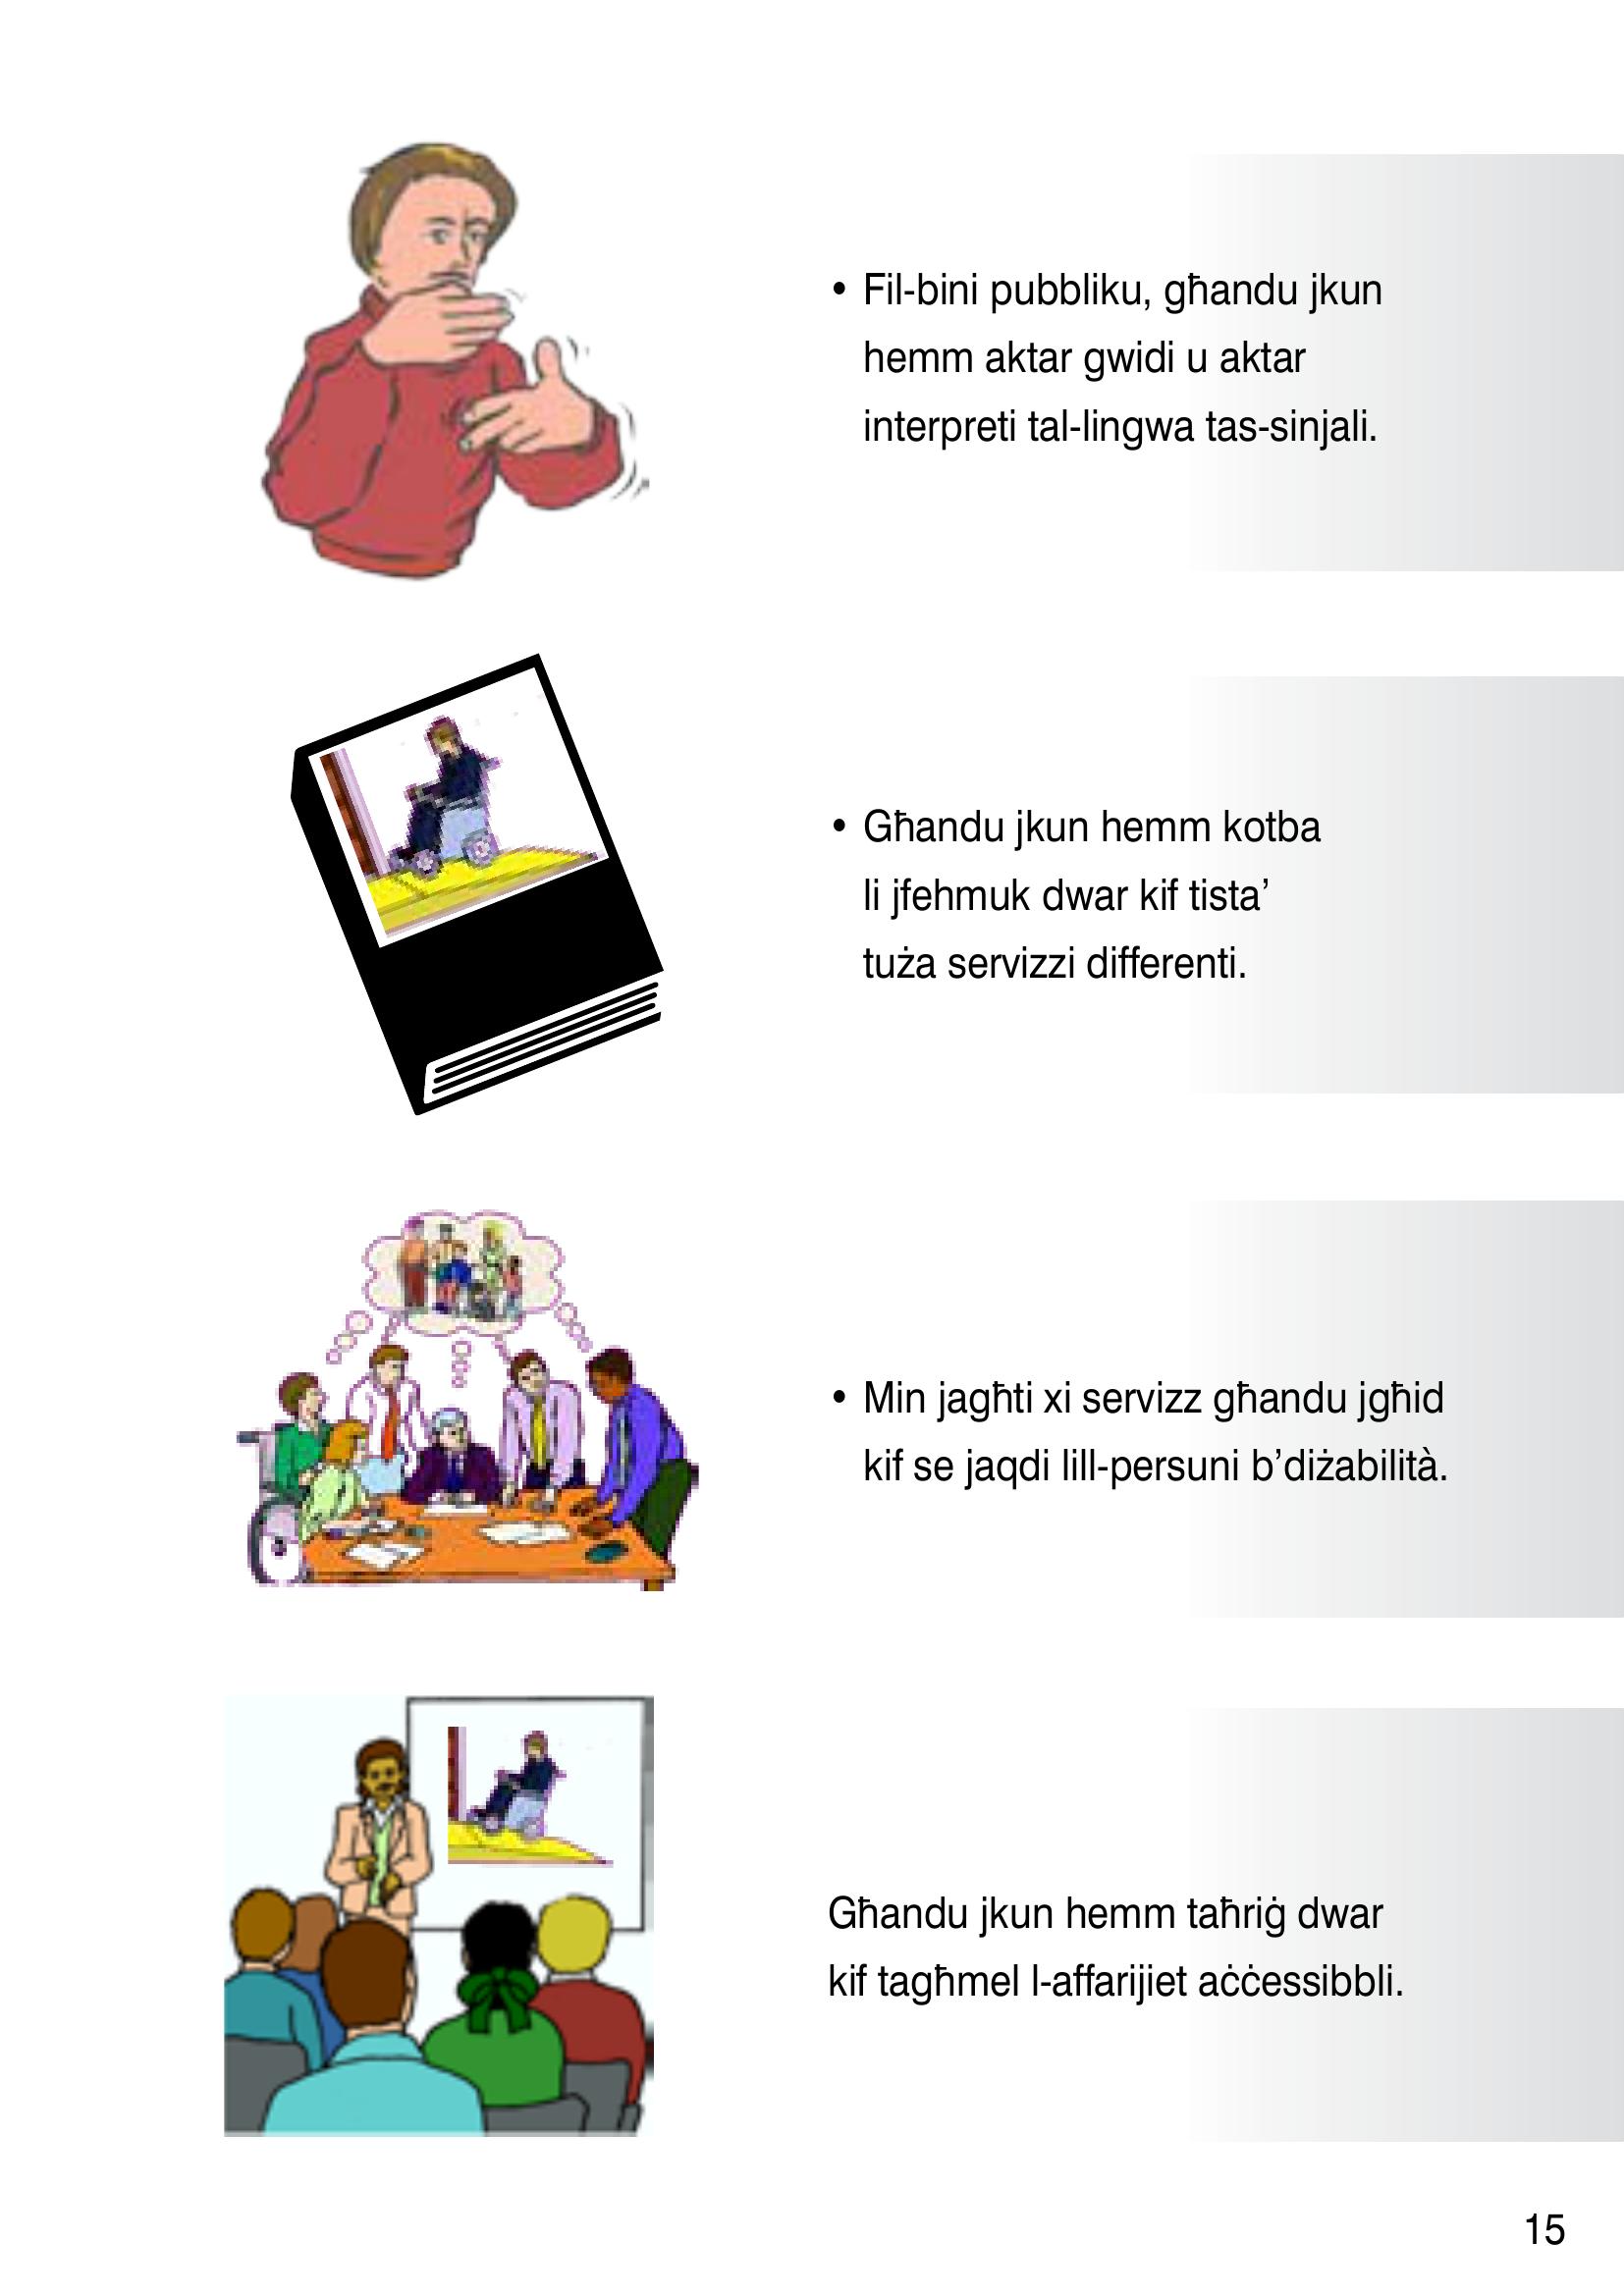 • Fil-bini pubbliku, għandu jkun
hemm aktar gwidi u aktar
interpreti tal-lingwa tas-sinjali.
• Għandu jkun hemm kotba
li jfehmuk dwar kif tista’
tuża servizzi differenti.
• Min jagħti xi servizz għandu jgħid
kif se jaqdi lill-persuni b’diżabilità.
Għandu jkun hemm taħriġ dwar
kif tagħmel l-affarijiet aċċessibbli.
15